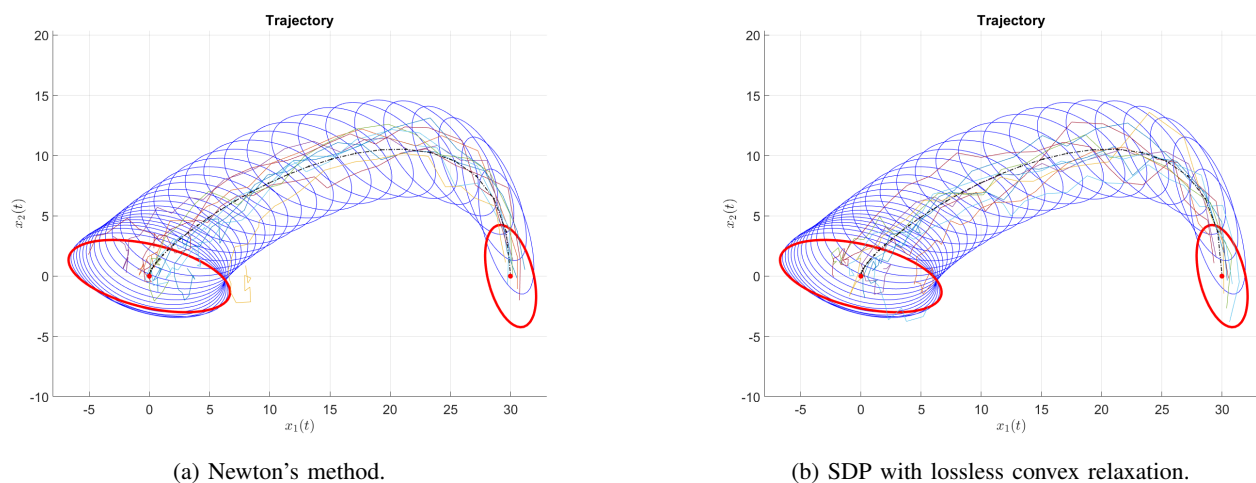 Trajectory
20
15
10
5
0
-5
-10
x₂(t)
-5 0 5 10 15 20 25 30
x₁(t)
(a) Newton's method.
Trajectory
20
15
10
5
0
-5
-10
x₂(t)
-5 0 5 10 15 20 25 30
x₁(t)
(b) SDP with lossless convex relaxation.